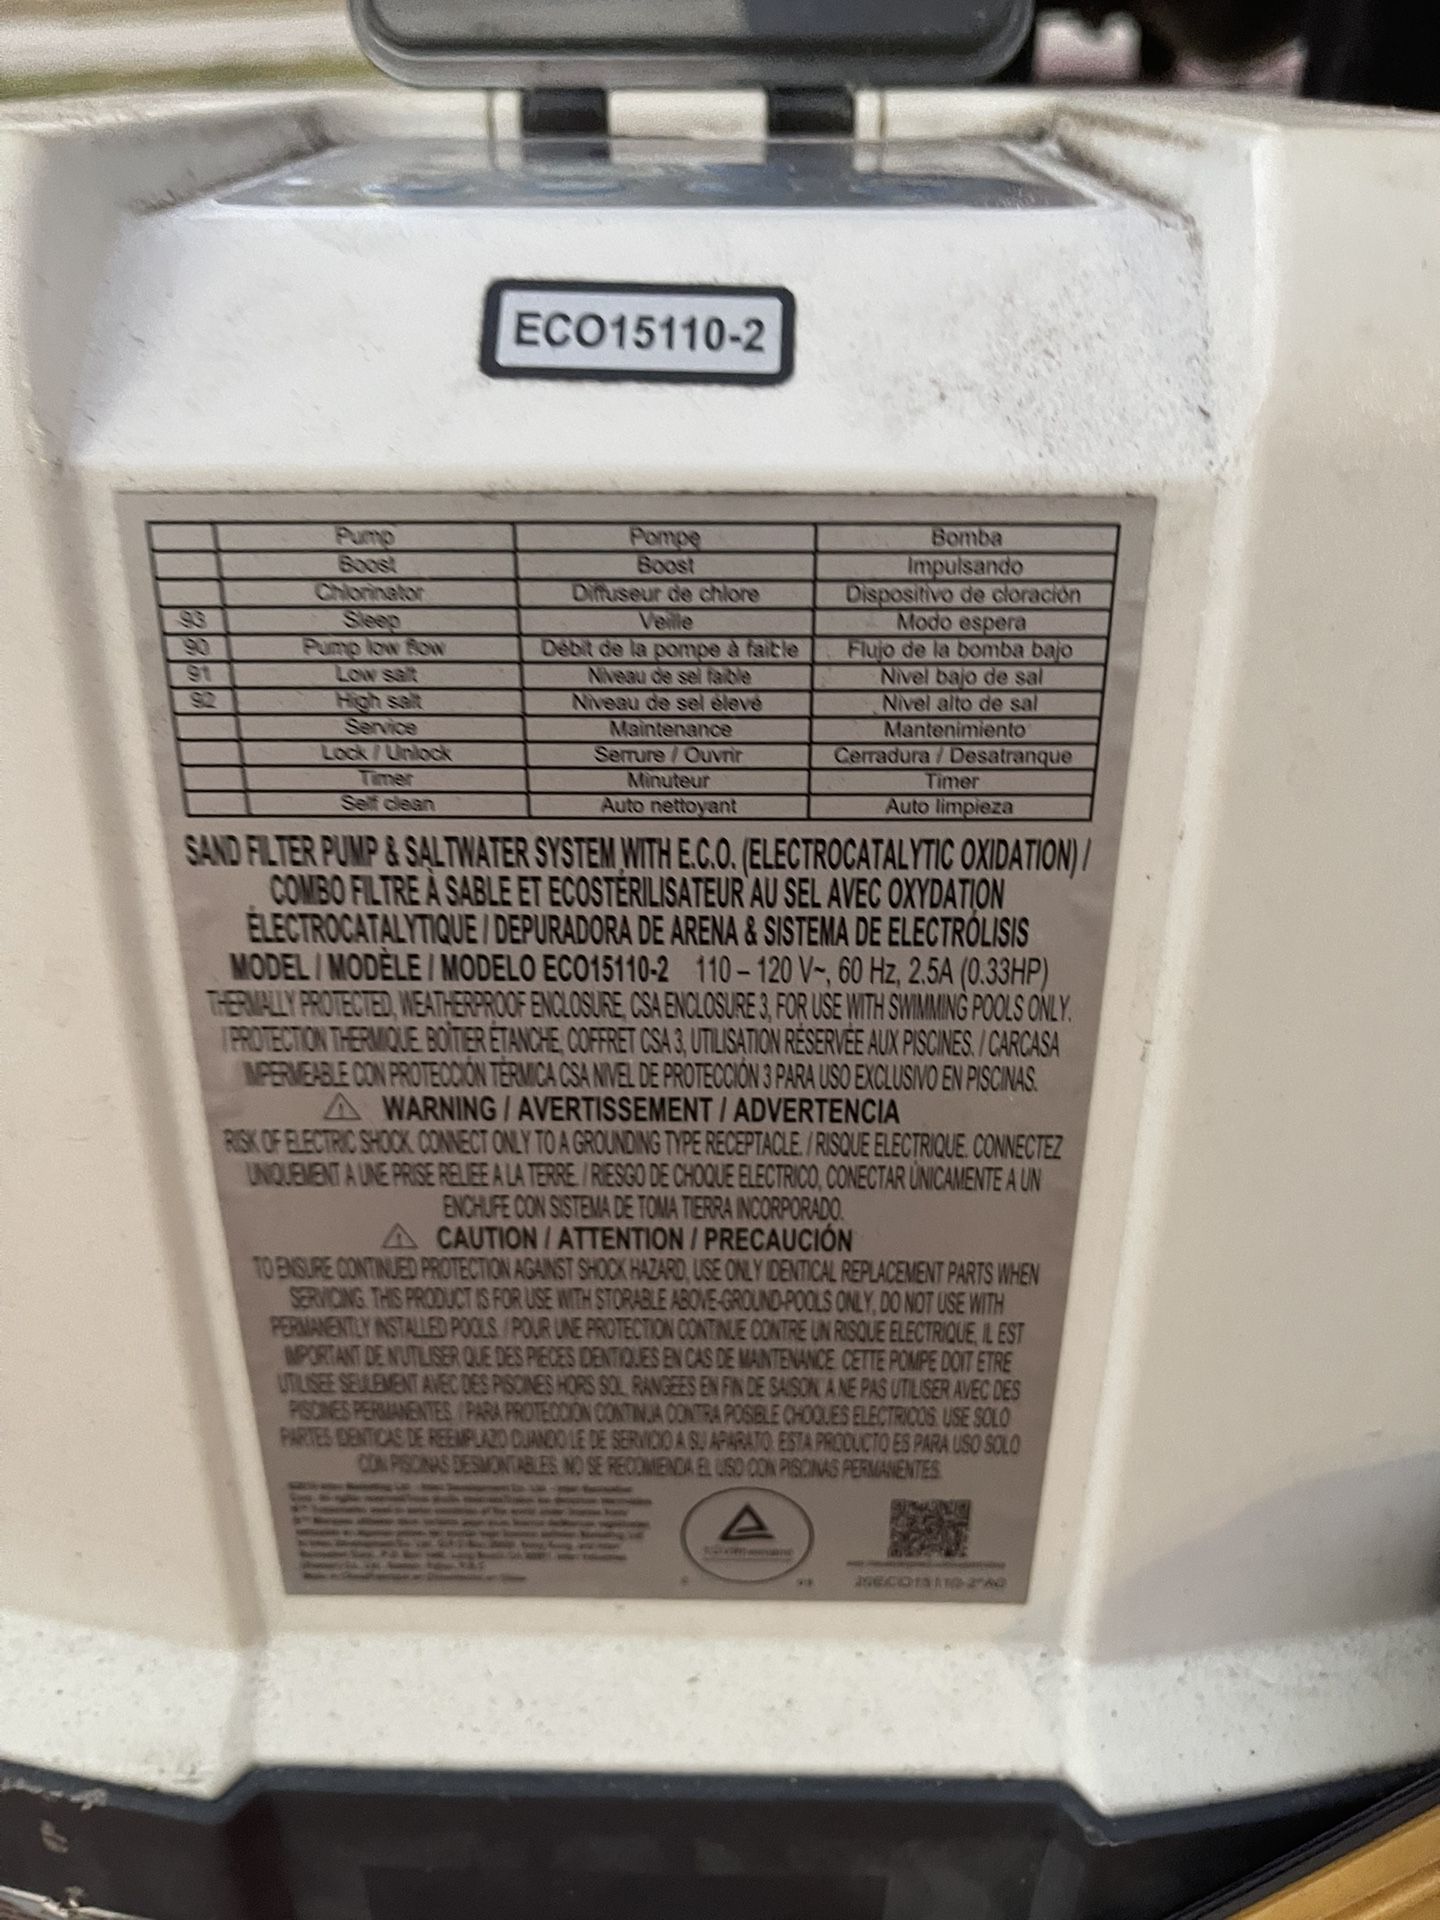 ECO15110-2
Pump Pompe Bomba
Boost Boost Impulsando
Chlorinator Diffuseur de chlore Dispositivo de cloración
93 Sleep Veille Modo espera
90 Pump low flow Débit de la pompe à faible Flujo de la bomba bajo
91 Low salt Niveau de sel faible Nivel bajo de sal
92 High salt Niveau de sel élevé Nivel alto de sal
Service Maintenance Mantenimiento
Lock / Unlock Serrure / Ouvrir Cerradura / Desatranque
Timer Minuteur Timer
Self clean Auto nettoyant Auto limpieza
SAND FILTER PUMP & SALTWATER SYSTEM WITH E.C.O. (ELECTROCATALYTIC OXIDATION) /
COMBO FILTRE À SABLE ET ECOSTÉRILISATEUR AU SEL AVEC OXYDATION
ÉLECTROCATALYTIQUE / DEPURADORA DE ARENA & SISTEMA DE ELECTRÓLISIS
MODEL / MODÈLE / MODELO ECO15110-2 110 – 120 V~, 60 Hz, 2.5A (0.33HP)
THERMALLY PROTECTED, WEATHERPROOF ENCLOSURE, CSA ENCLOSURE 3, FOR USE WITH SWIMMING POOLS ONLY.
/ PROTECTION THERMIQUE. BOÎTIER ÉTANCHE, COFFRET CSA 3, UTILISATION RÉSERVÉE AUX PISCINES. / CARCASA
IMPERMEABLE CON PROTECCIÓN TÉRMICA CSA NIVEL DE PROTECCIÓN 3 PARA USO EXCLUSIVO EN PISCINAS.
WARNING / AVERTISSEMENT / ADVERTENCIA
RISK OF ELECTRIC SHOCK. CONNECT ONLY TO A GROUNDING TYPE RECEPTACLE. / RISQUE ELECTRIQUE. CONNECTEZ
UNIQUEMENT A UNE PRISE RELIEE A LA TERRE. / RIESGO DE CHOQUE ELECTRICO, CONECTAR ÚNICAMENTE A UN
ENCHUFE CON SISTEMA DE TOMA TIERRA INCORPORADO.
CAUTION / ATTENTION / PRECAUCIÓN
TO ENSURE CONTINUED PROTECTION AGAINST SHOCK HAZARD, USE ONLY IDENTICAL REPLACEMENT PARTS WHEN
SERVICING. THIS PRODUCT IS FOR USE WITH STORABLE ABOVE-GROUND-POOLS ONLY, DO NOT USE WITH
PERMANENTLY INSTALLED POOLS. / POUR UNE PROTECTION CONTINUE CONTRE UN RISQUE ELECTRIQUE, IL EST
IMPORTANT DE N'UTILISER QUE DES PIECES IDENTIQUES EN CAS DE MAINTENANCE. CETTE POMPE DOIT ETRE
UTILISEE SEULEMENT AVEC DES PISCINES HORS SOL, RANGEES EN FIN DE SAISON. A NE PAS UTILISER AVEC DES
PISCINES PERMANENTES. / PARA PROTECCION CONTINUA CONTRA POSIBLE CHOQUES ELECTRICOS. USE SOLO
PARTES IDENTICAS DE REEMPLAZO CUANDO LE DE SERVICIO A SU APARATO. ESTA PRODUCTO ES PARA USO SOLO
CON PISCINAS DESMONTABLES. NO SE RECOMIENDA EL USO CON PISCINAS PERMANENTES.